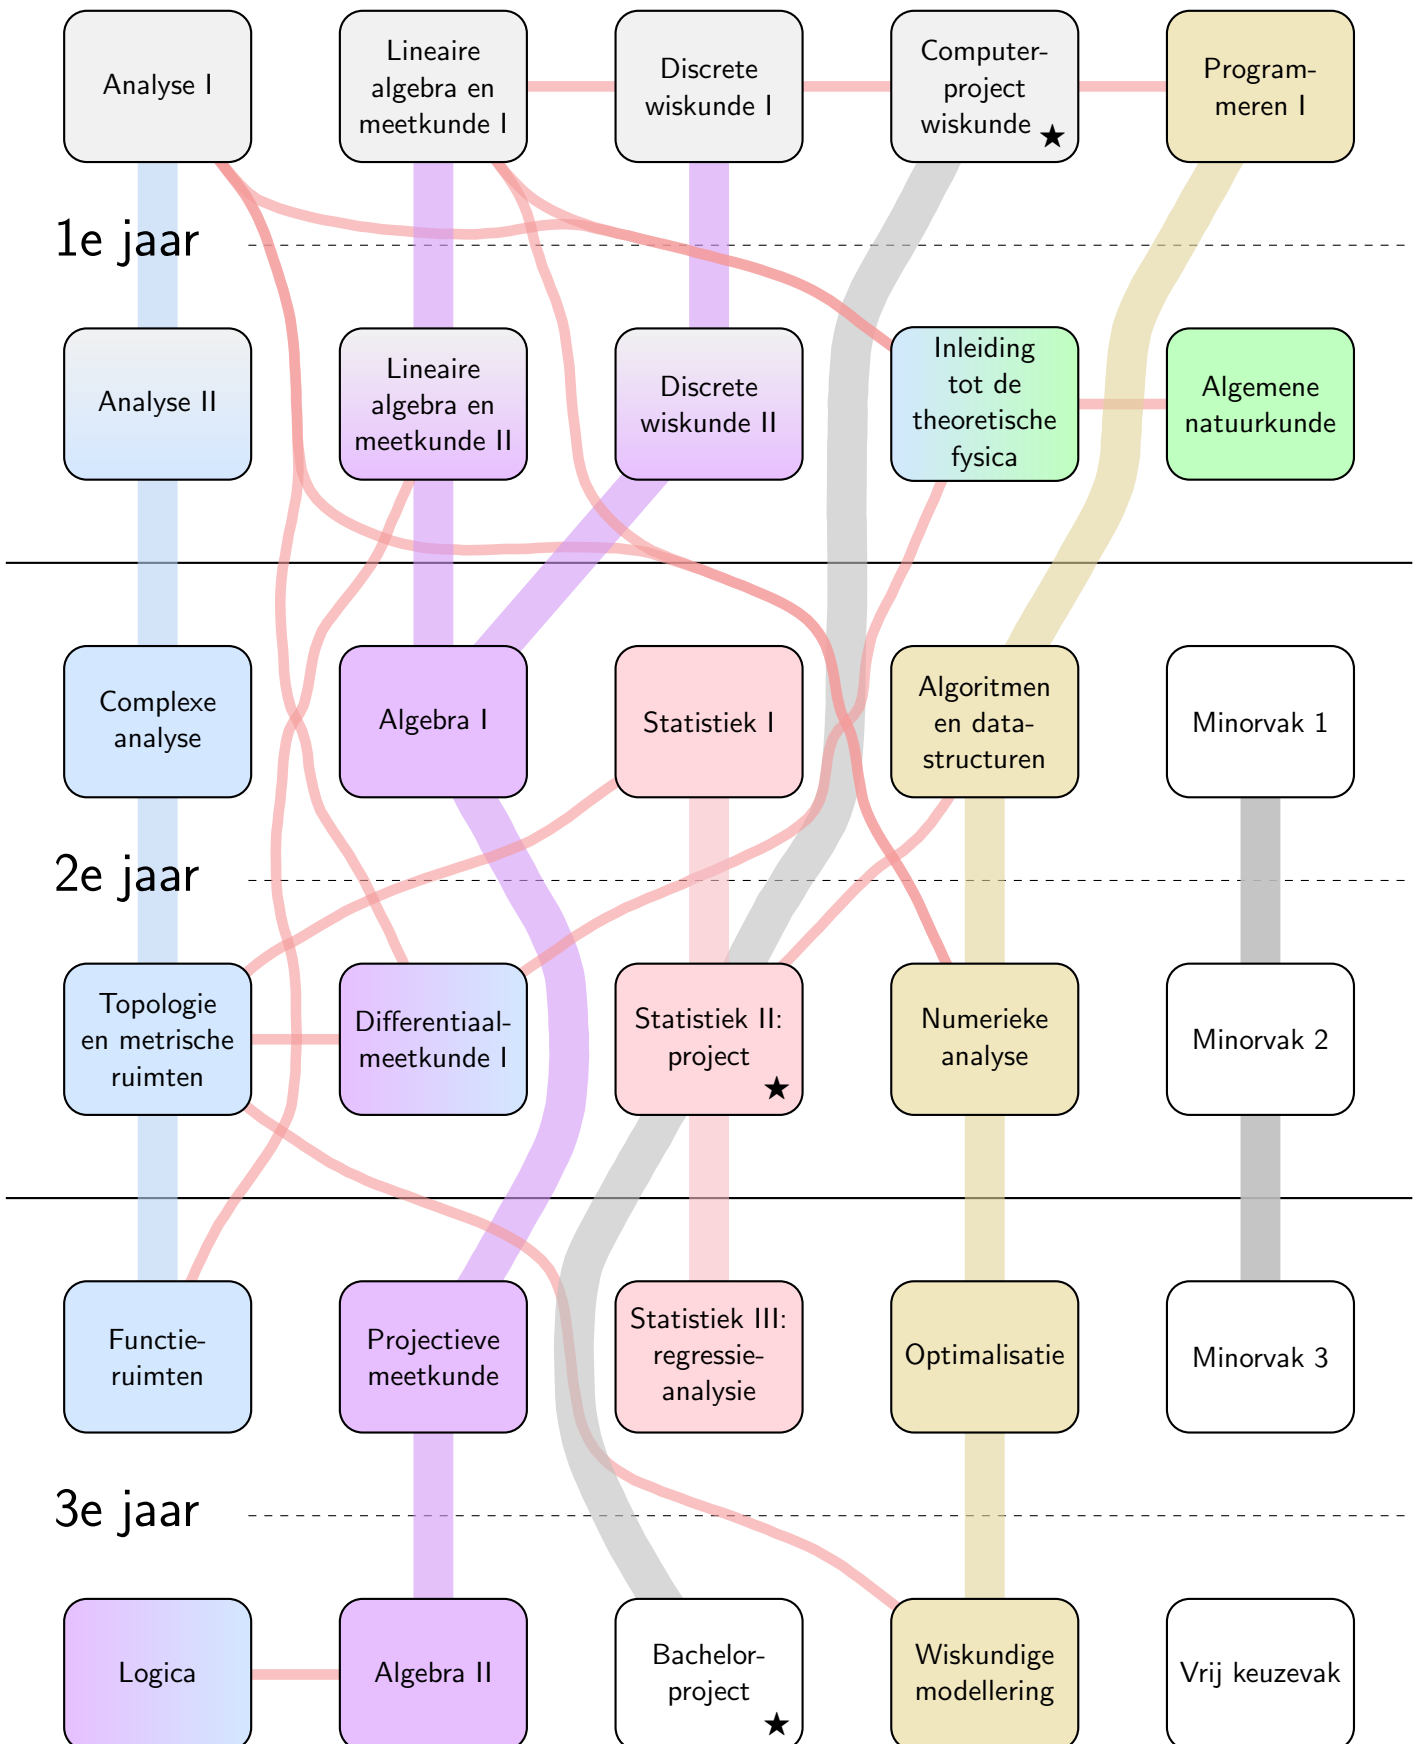 Analyse I
Lineaire
algebra en
meetkunde I
Discrete
wiskunde I
Computer-
project
wiskunde ★
Program-
meren I
1e jaar
Analyse II
Lineaire
algebra en
meetkunde II
Discrete
wiskunde II
Inleiding
tot de
theoretische
fysica
Algemene
natuurkunde
Complexe
analyse
Algebra I
Statistiek I
Algoritmen
en data-
structuren
Minorvak 1
2e jaar
Topologie
en metrische
ruimten
Differentiaal-
meetkunde I
Statistiek II:
project
★
Numerieke
analyse
Minorvak 2
Functie-
ruimten
Projectieve
meetkunde
Statistiek III:
regressie-
analysie
Optimalisatie
Minorvak 3
3e jaar
Logica
Algebra II
Bachelor-
project
★
Wiskundige
modellering
Vrij keuzevak